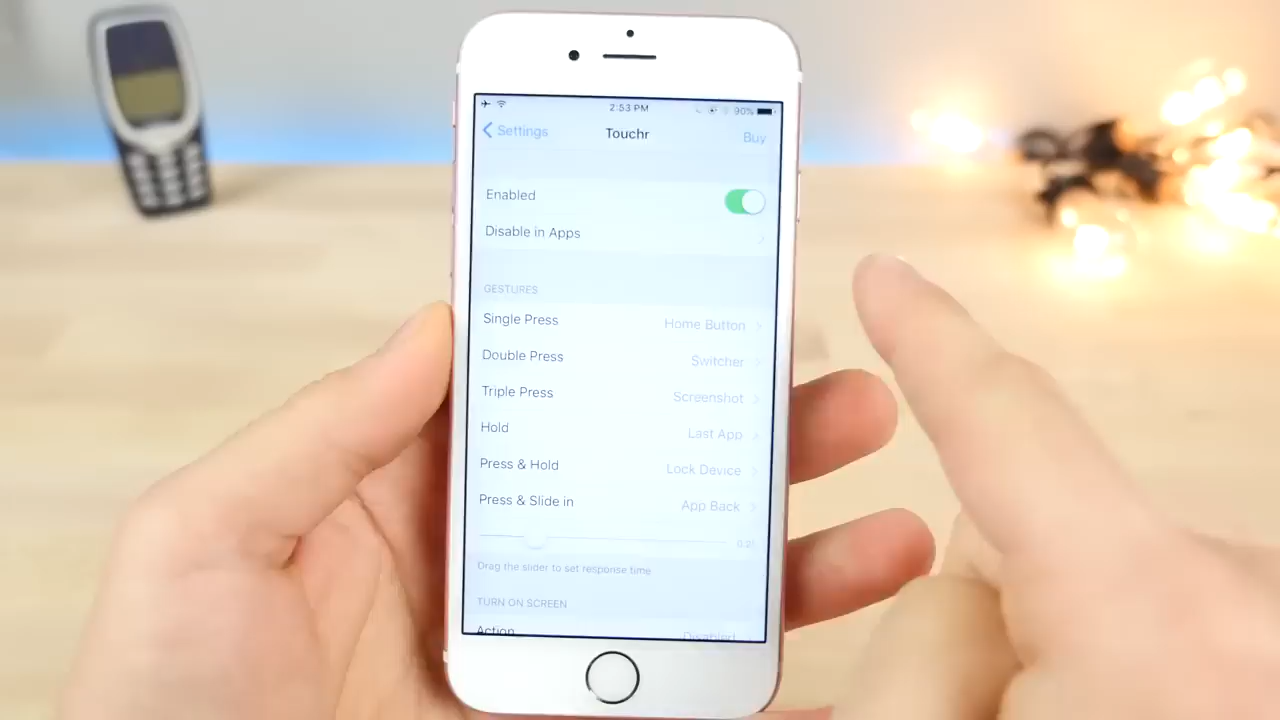 2:53 PM 90%
Settings Touchr Buy
Enabled
Disable in Apps
GESTURES
Single Press Home Button
Double Press Switcher
Triple Press Screenshot
Hold Last App
Press & Hold Lock Device
Press & Slide in App Back
Drag the slider to set response time
TURN ON SCREEN
Action Disabled